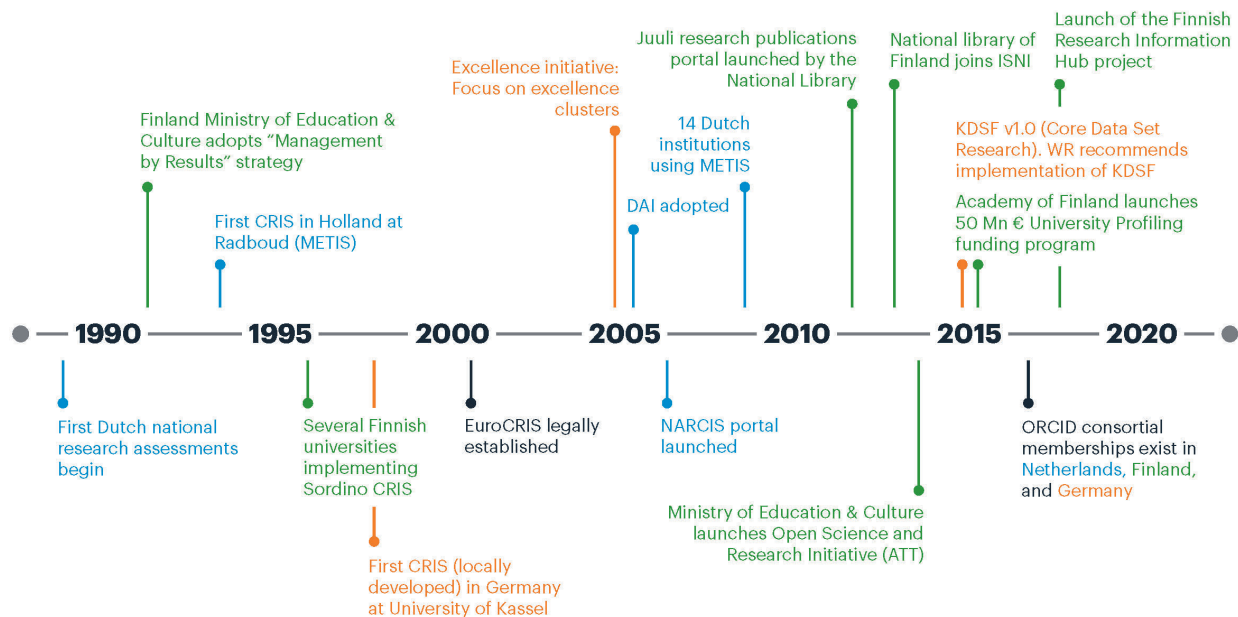 Finland Ministry of Education &
Culture adopts “Management
by Results” strategy
First CRIS in Holland at
Radboud (METIS)
Excellence initiative:
Focus on excellence
clusters
DAI adopted
14 Dutch
institutions
using METIS
Juuli research publications
portal launched by the
National Library
National library of
Finland joins ISNI
Launch of the Finnish
Research Information
Hub project
KDSF v1.0 (Core Data Set
Research). WR recommends
implementation of KDSF
Academy of Finland launches
50 Mn € University Profiling
funding program
1990 1995 2000 2005 2010 2015 2020
First Dutch national
research assessments
begin
Several Finnish
universities
implementing
Sordino CRIS
First CRIS (locally
developed) in Germany
at University of Kassel
EuroCRIS legally
established
NARCIS portal
launched
Ministry of Education & Culture
launches Open Science and
Research Initiative (ATT)
ORCID consortial
memberships exist in
Netherlands, Finland,
and Germany